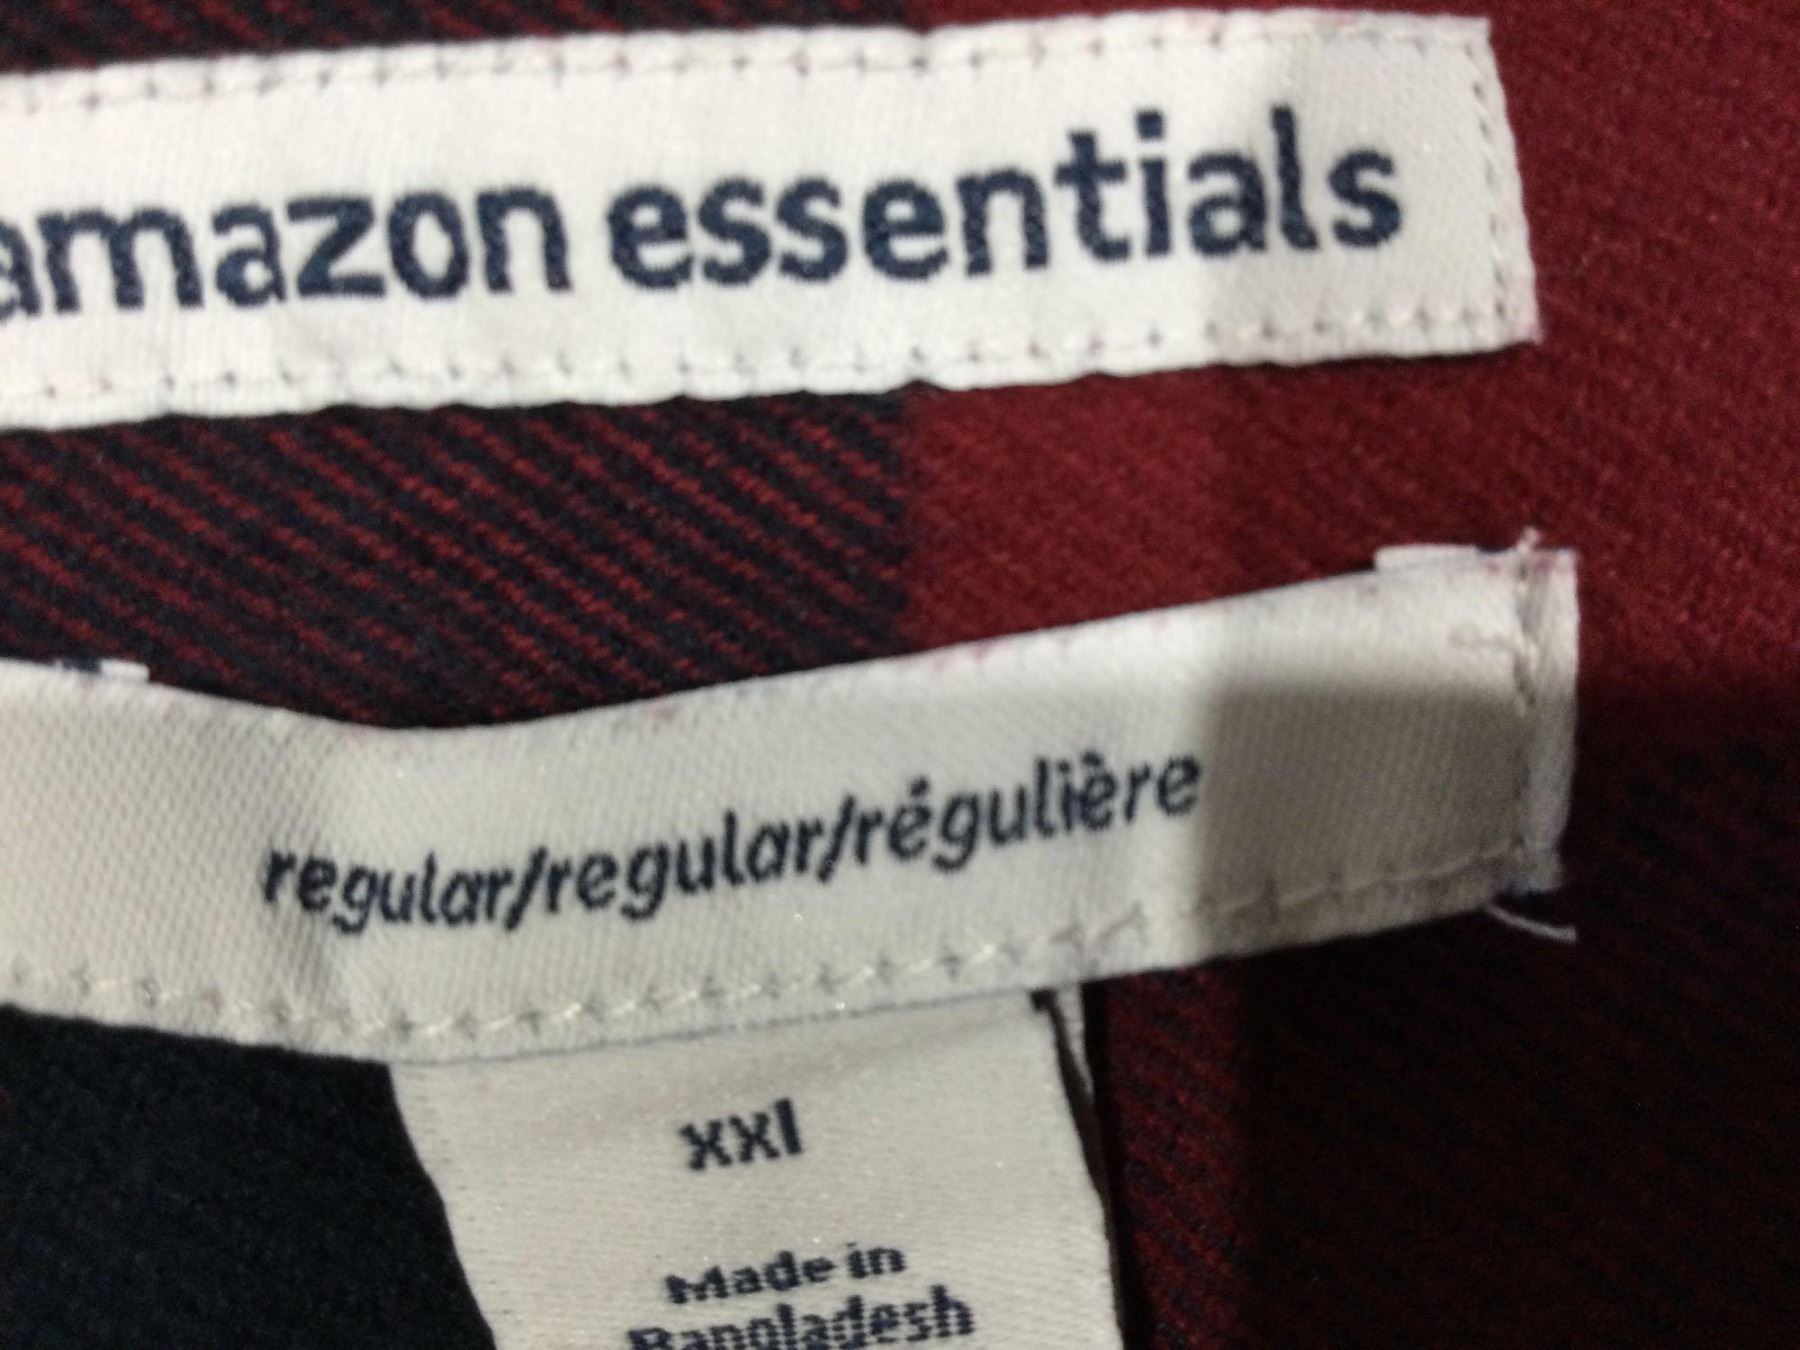 amazon essentials
regular/regular/régulière
xxl
Made in
Bangladesh